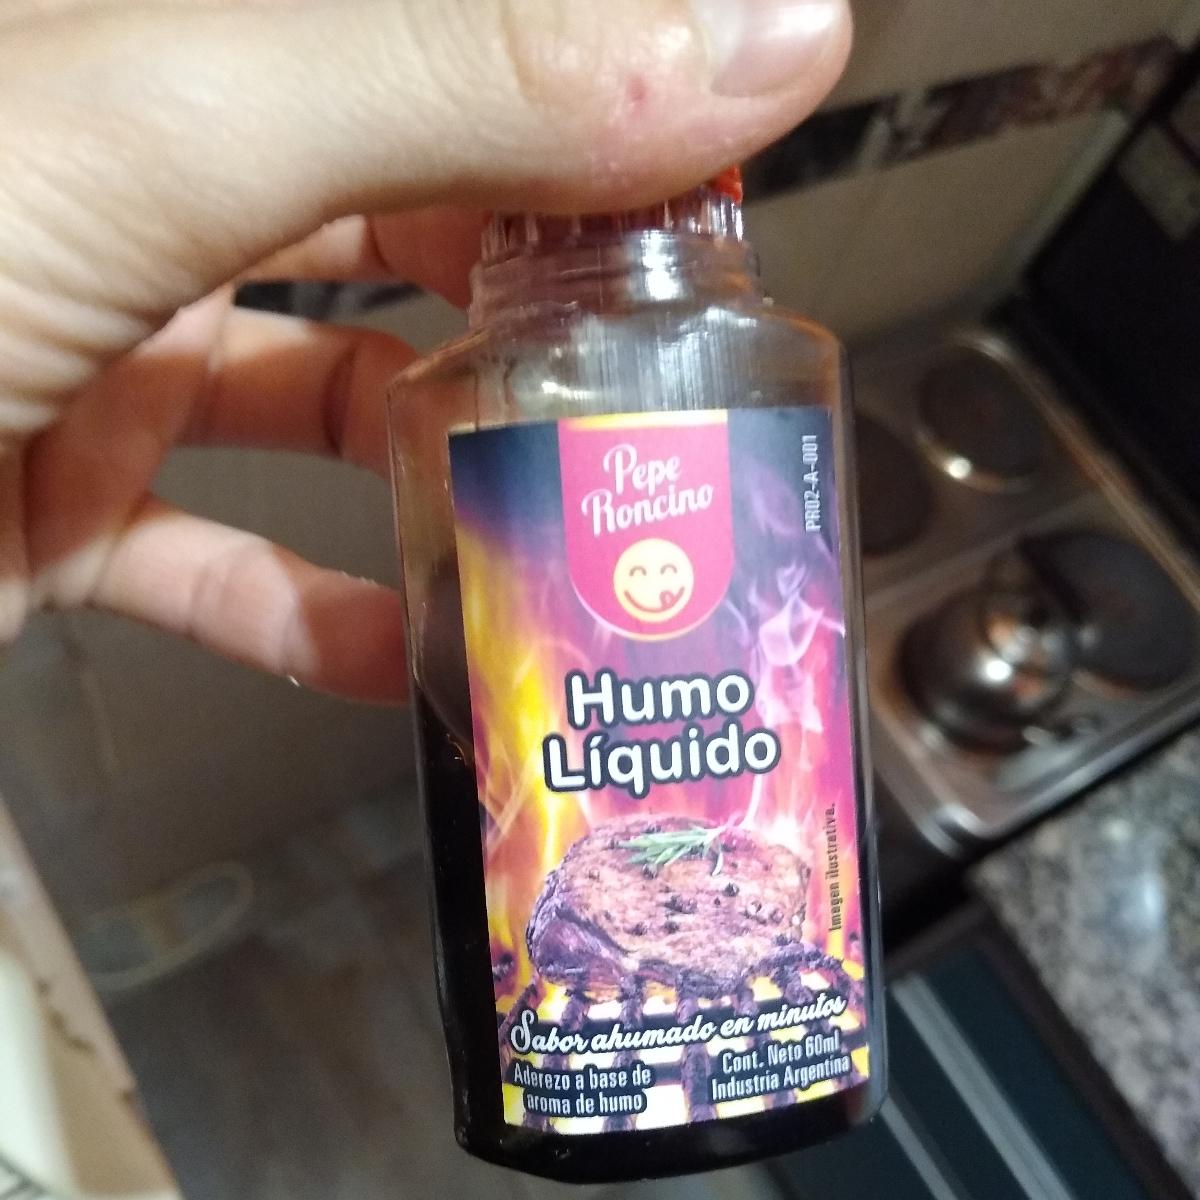 Pepe
Roncino
PR02-A-001
Humo
Líquido
Imagen ilustrativa.
Sabor ahumado en minutos
Aderezo a base de
aroma de humo
Cont. Neto 60ml
Industria Argentina